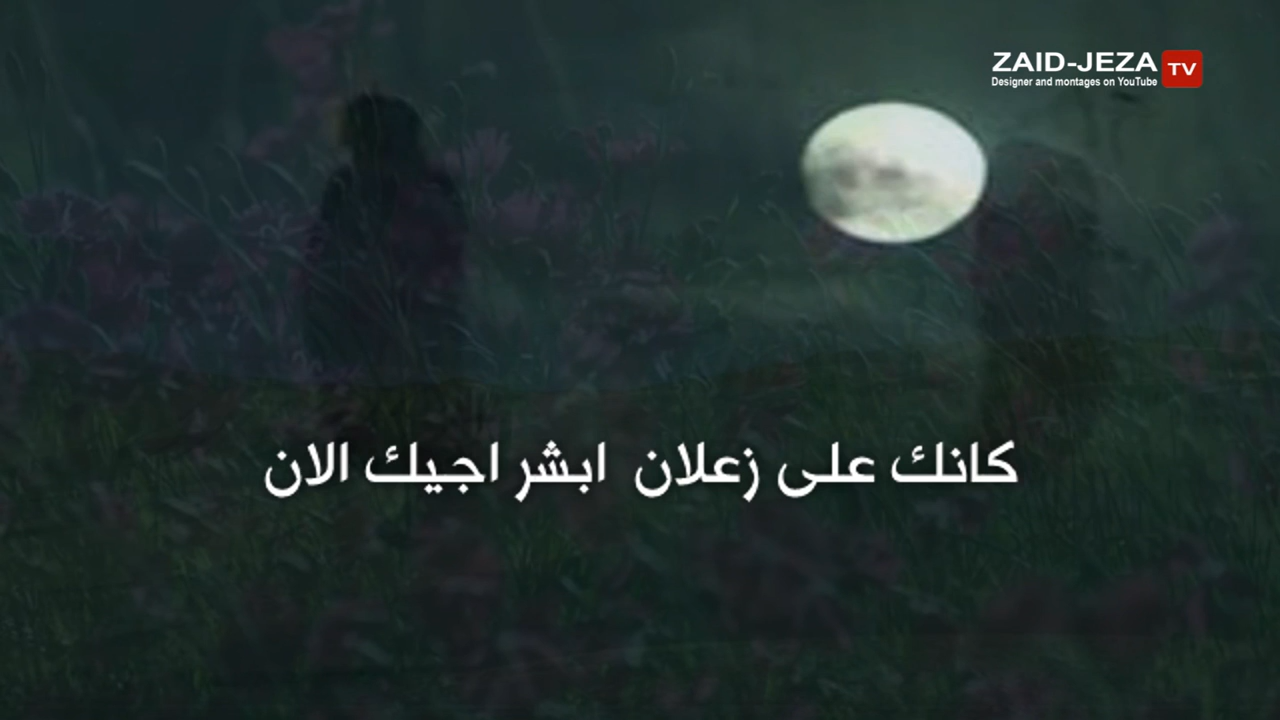 ZAID-JEZA TV
Designer and montages on YouTube
كانك على زعلان ابشر اجيك الان